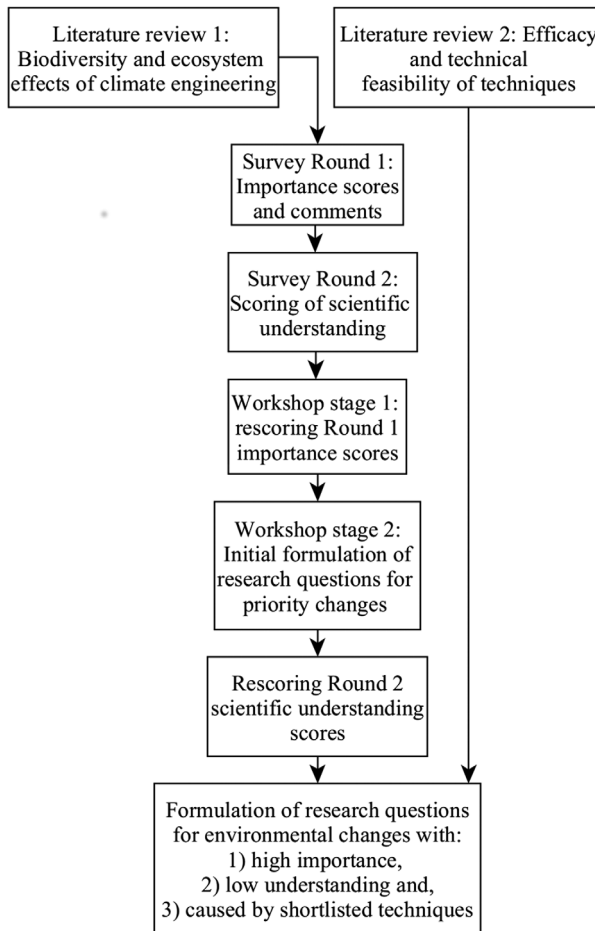 Literature review 1:
Biodiversity and ecosystem
effects of climate engineering
Literature review 2: Efficacy
and technical
feasibility of techniques
Survey Round 1:
Importance scores
and comments
Survey Round 2:
Scoring of scientific
understanding
Workshop stage 1:
rescoring Round 1
importance scores
Workshop stage 2:
Initial formulation of
research questions for
priority changes
Rescoring Round 2
scientific understanding
scores
Formulation of research questions
for environmental changes with:
1) high importance,
2) low understanding and,
3) caused by shortlisted techniques